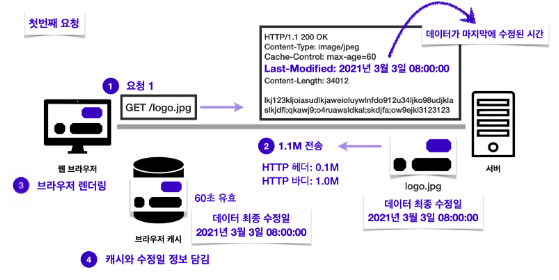 첫번째 요청
HTTP/1.1 200 OK
Content-Type: image/jpeg
Cache-Control: max-age=60
Last-Modified: 2021년 3월 3일 08:00:00
Content-Length: 34012
lkj123kljoiasudlkjaweioluywlnfdo912u34ljko98udjkla
slkjdfl;qkawj9;o4ruawsldkal;skdjfa;ow9ejkl3123123
데이터가 마지막에 수정된 시간
1 요청 1
GET /logo.jpg
웹 브라우저
서버
2 1.1M 전송
HTTP 헤더: 0.1M
HTTP 바디: 1.0M
3 브라우저 렌더링
logo.jpg
60초 유효
데이터 최종 수정일
2021년 3월 3일 08:00:00
데이터 최종 수정일
2021년 3월 3일 08:00:00
브라우저 캐시
4 캐시와 수정일 정보 담김